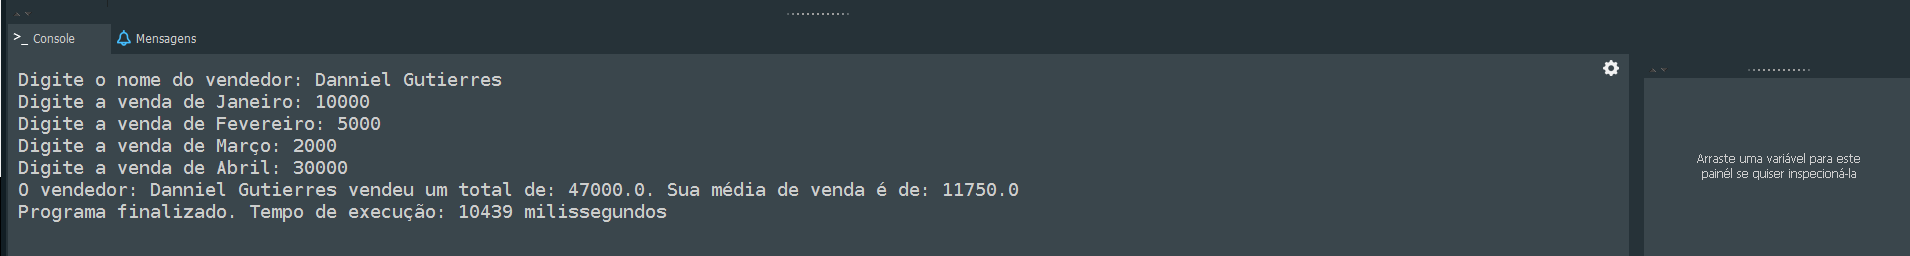 >_ Console
Mensagens
Digite o nome do vendedor: Danniel Gutierres
Digite a venda de Janeiro: 10000
Digite a venda de Fevereiro: 5000
Digite a venda de Março: 2000
Digite a venda de Abril: 30000
O vendedor: Danniel Gutierres vendeu um total de: 47000.0. Sua média de venda é de: 11750.0
Programa finalizado. Tempo de execução: 10439 milissegundos
Arraste uma variável para este
painél se quiser inspecioná-la